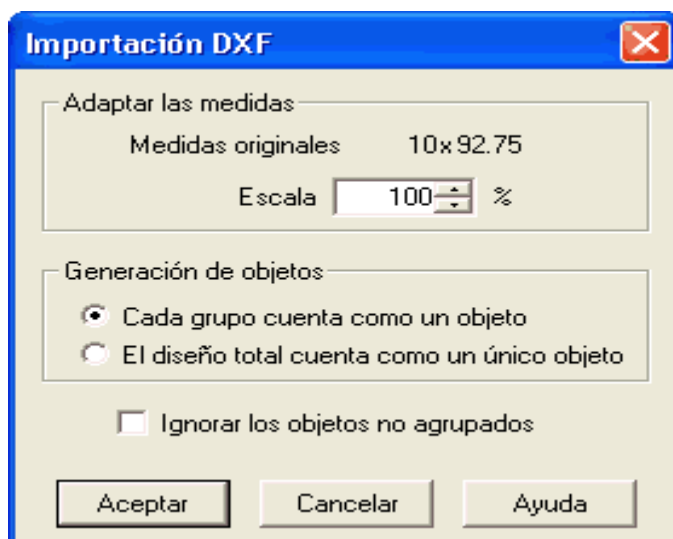 Importación DXF
Adaptar las medidas
Medidas originales 10x92.75
Escala 100 %
Generación de objetos
Cada grupo cuenta como un objeto
El diseño total cuenta como un único objeto
Ignorar los objetos no agrupados
Aceptar Cancelar Ayuda